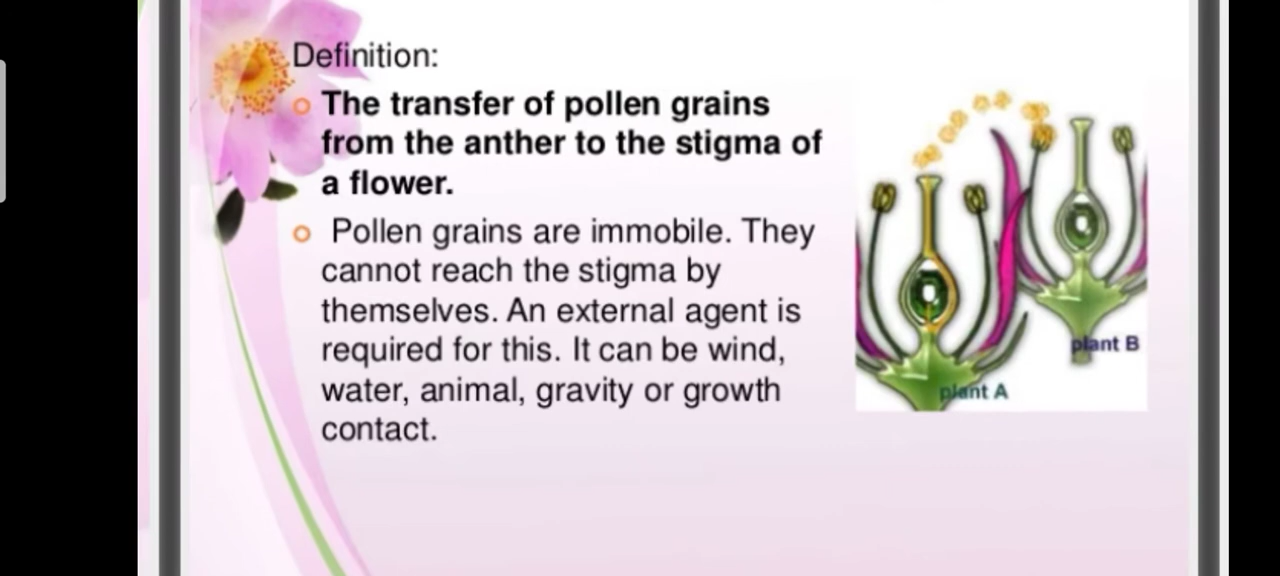 Definition:
The transfer of pollen grains
from the anther to the stigma of
a flower.
Pollen grains are immobile. They
cannot reach the stigma by
themselves. An external agent is
required for this. It can be wind,
water, animal, gravity or growth
contact.
plant B
plant A